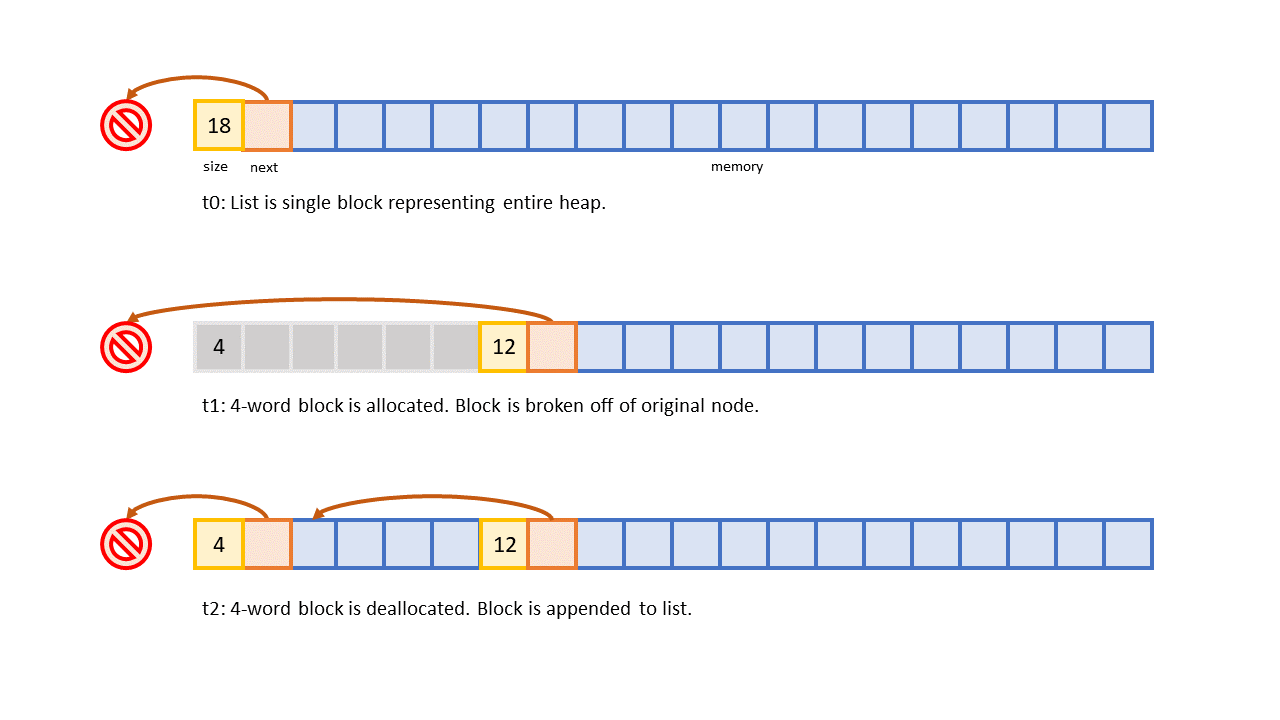 18
size next memory
t0: List is single block representing entire heap.
4 12
t1: 4-word block is allocated. Block is broken off of original node.
4 12
t2: 4-word block is deallocated. Block is appended to list.